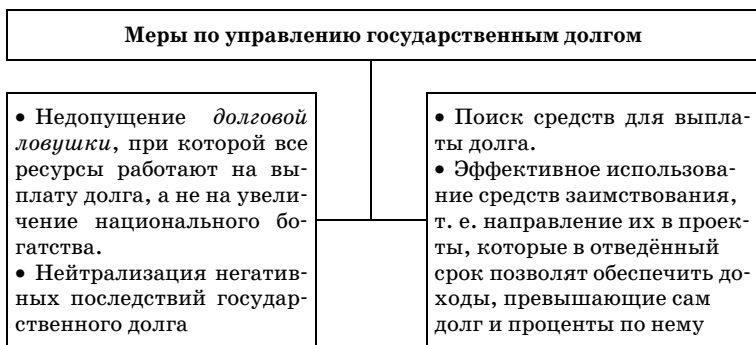 Меры по управлению государственным долгом
• Недопущение долговой
ловушки, при которой все
ресурсы работают на вы-
плату долга, а не на увели-
чение национального бо-
гатства.
• Нейтрализация негатив-
ных последствий государ-
ственного долга
• Поиск средств для выпла-
ты долга.
• Эффективное использова-
ние средств заимствования,
т. е. направление их в проек-
ты, которые в отведённый
срок позволят обеспечить до-
ходы, превышающие сам
долг и проценты по нему